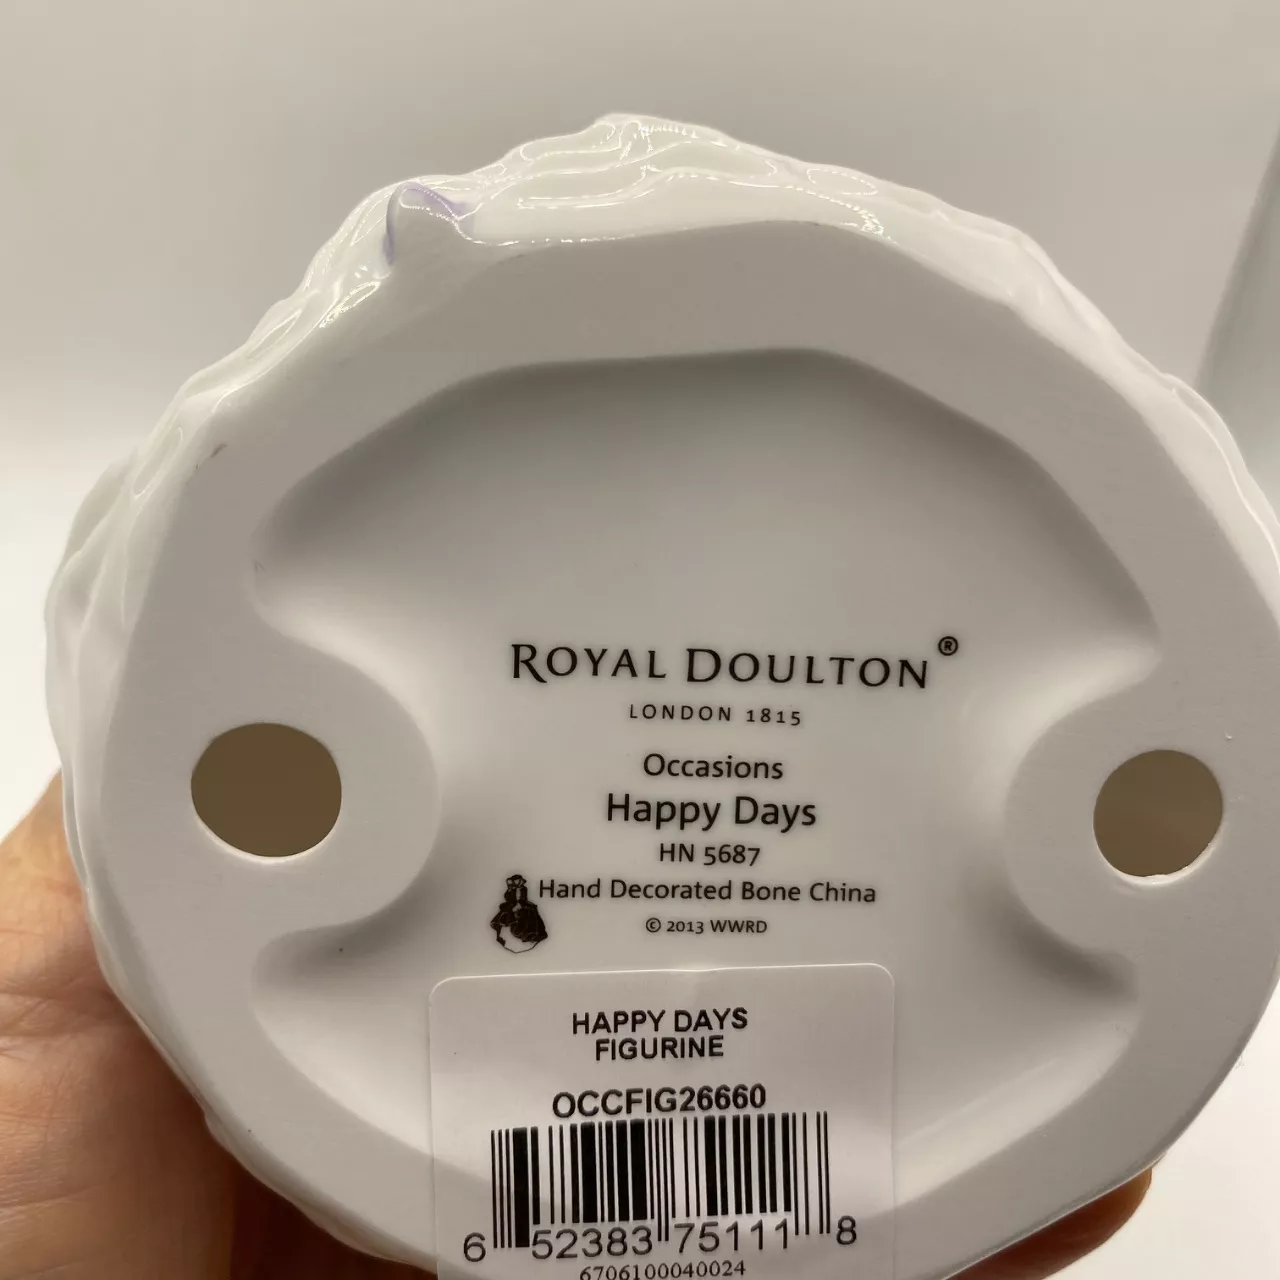 ROYAL DOULTON®
LONDON 1815
Occasions
Happy Days
HN 5687
Hand Decorated Bone China
© 2013 WWRD
HAPPY DAYS
FIGURINE
OCCFIG26660
6 52383 75111 8
6706100040024